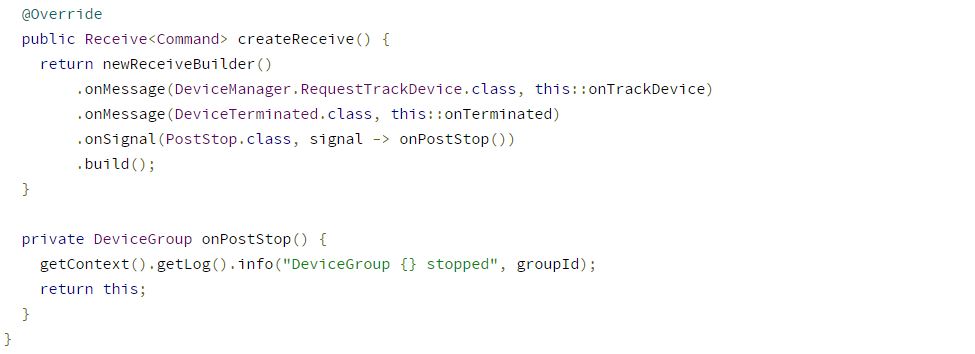 @Override
public Receive<Command> createReceive() {
return newReceiveBuilder()
.onMessage(DeviceManager.RequestTrackDevice.class, this::onTrackDevice)
.onMessage(DeviceTerminated.class, this::onTerminated)
.onSignal(PostStop.class, signal -> onPostStop())
.build();
}
private DeviceGroup onPostStop() {
getContext().getLog().info("DeviceGroup {} stopped", groupId);
return this;
}
}